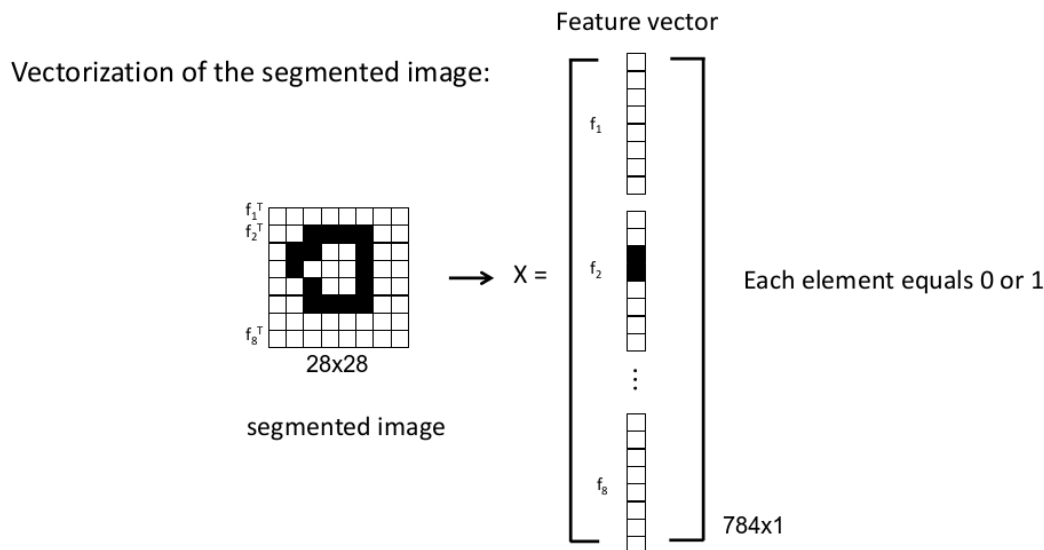 Feature vector
Vectorization of the segmented image:
f₁
f₁ᵀ
f₂ᵀ
f₈ᵀ
28x28
segmented image
X =
f₂
⋮
f₈
Each element equals 0 or 1
784x1